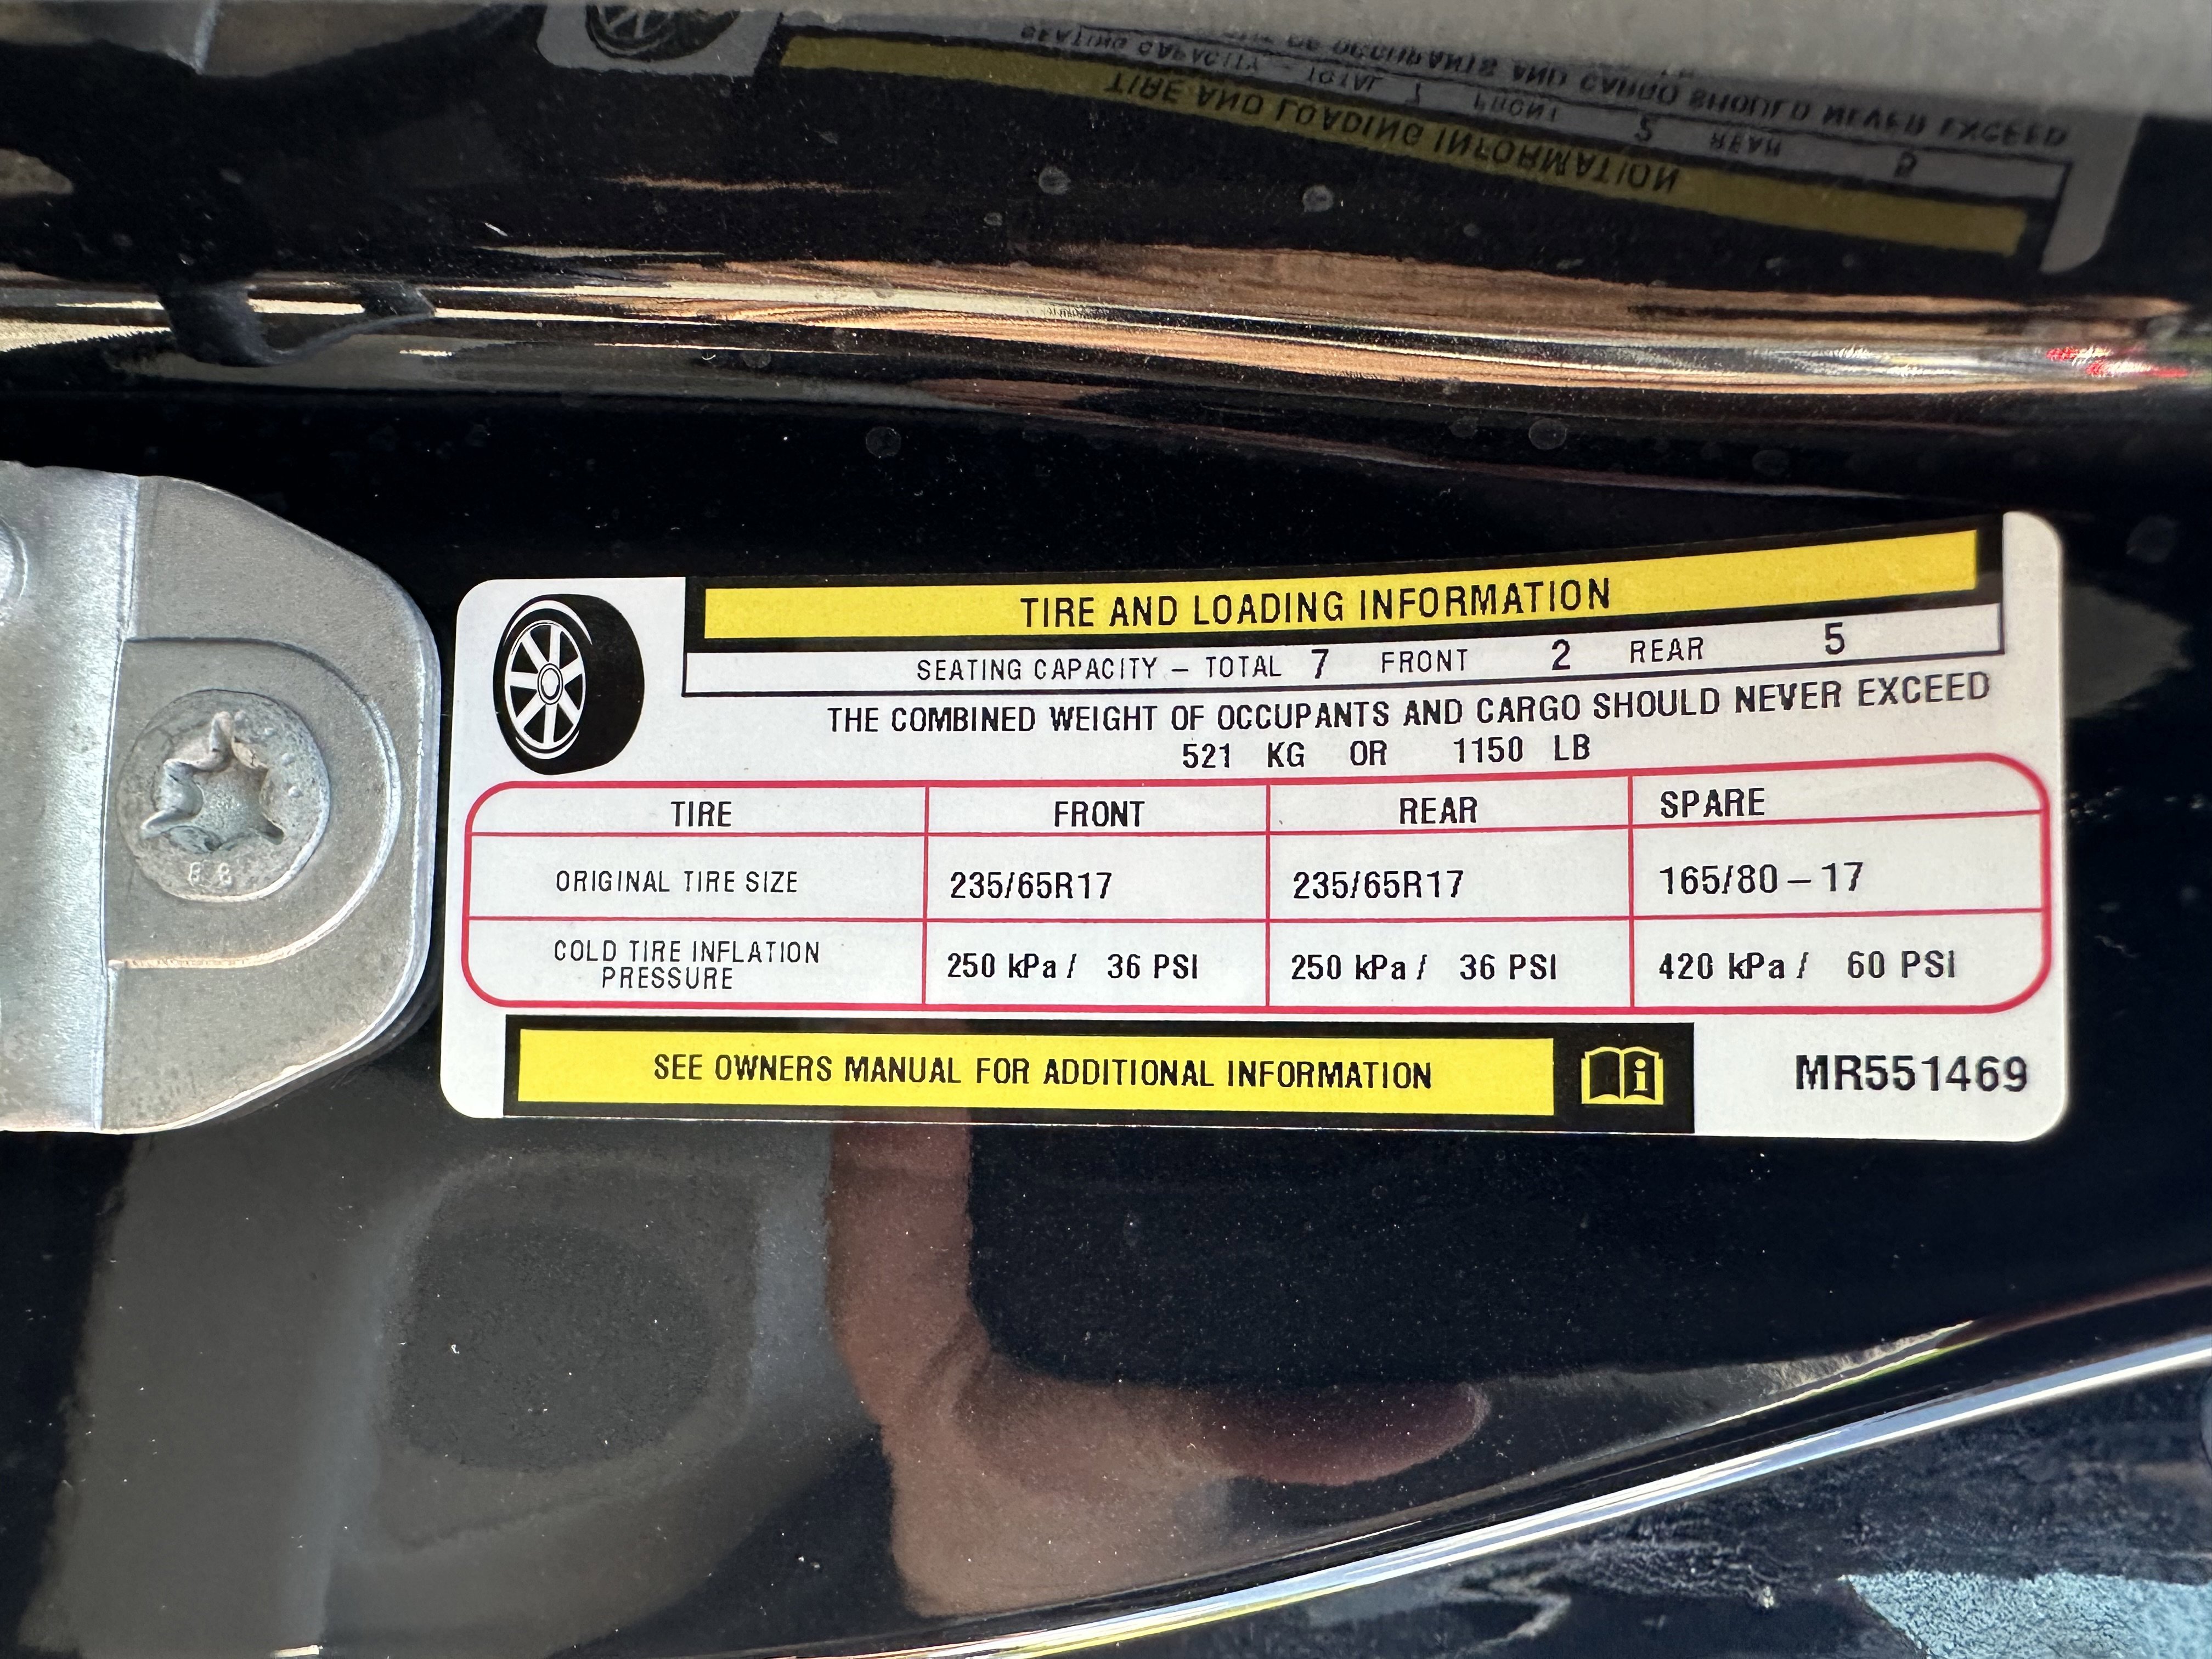 TIRE AND LOADING INFORMATION
SEATING CAPACITY – TOTAL 7 FRONT 2 REAR 5
THE COMBINED WEIGHT OF OCCUPANTS AND CARGO SHOULD NEVER EXCEED
521 KG OR 1150 LB
TIRE FRONT REAR SPARE
ORIGINAL TIRE SIZE 235/65R17 235/65R17 165/80 – 17
COLD TIRE INFLATION
PRESSURE 250 kPa / 36 PSI 250 kPa / 36 PSI 420 kPa / 60 PSI
SEE OWNERS MANUAL FOR ADDITIONAL INFORMATION
MR551469
8 8